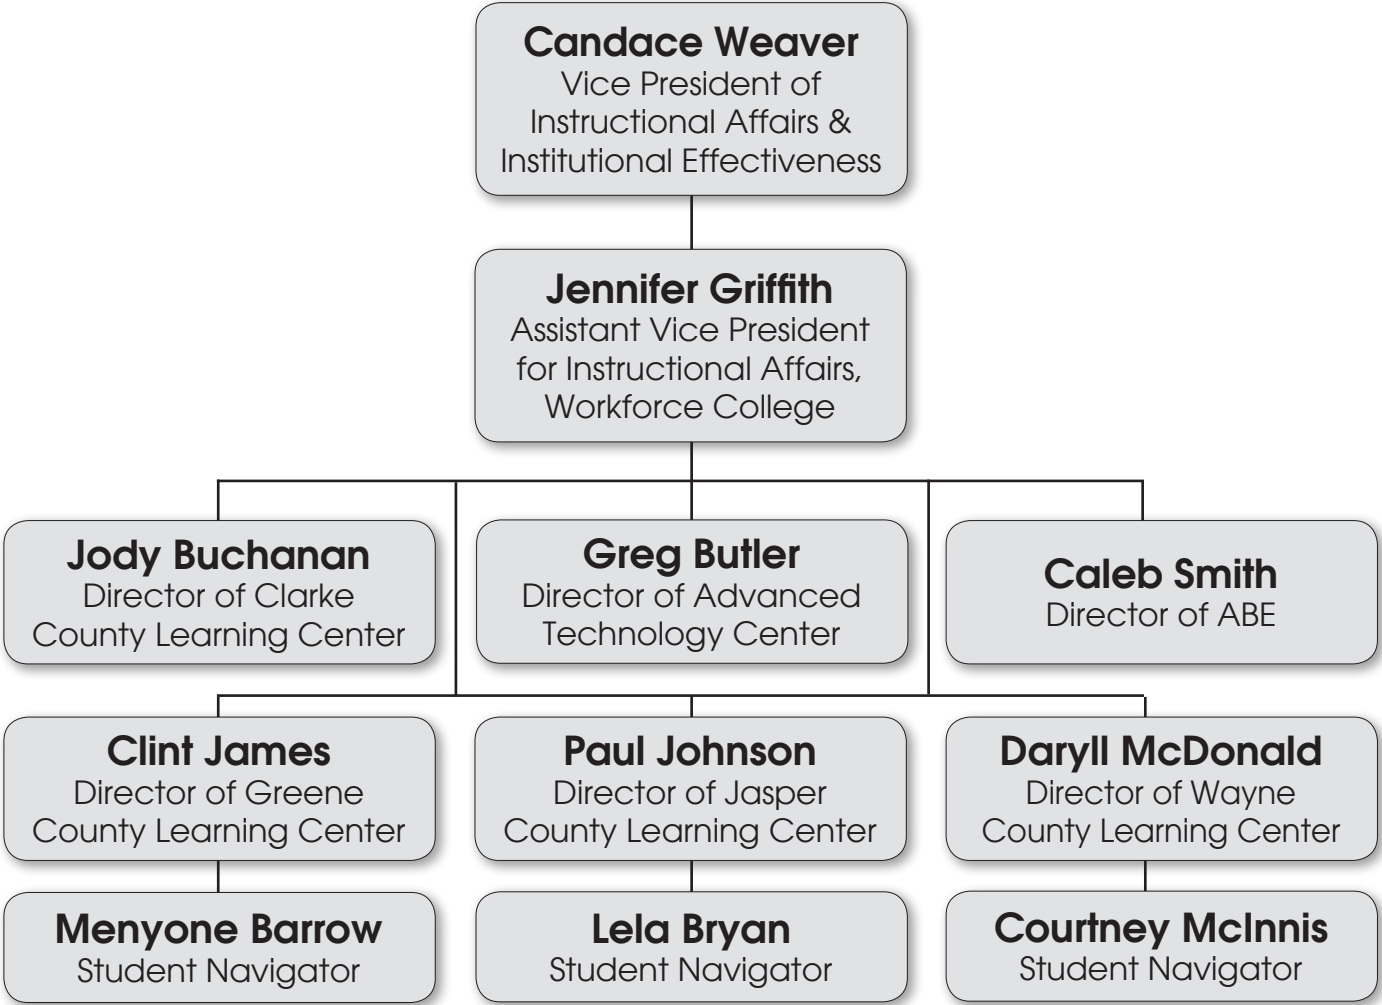 Candace Weaver
Vice President of
Instructional Affairs &
Institutional Effectiveness
Jennifer Griffith
Assistant Vice President
for Instructional Affairs,
Workforce College
Jody Buchanan
Director of Clarke
County Learning Center
Greg Butler
Director of Advanced
Technology Center
Caleb Smith
Director of ABE
Clint James
Director of Greene
County Learning Center
Paul Johnson
Director of Jasper
County Learning Center
Daryll McDonald
Director of Wayne
County Learning Center
Menyone Barrow
Student Navigator
Lela Bryan
Student Navigator
Courtney McInnis
Student Navigator